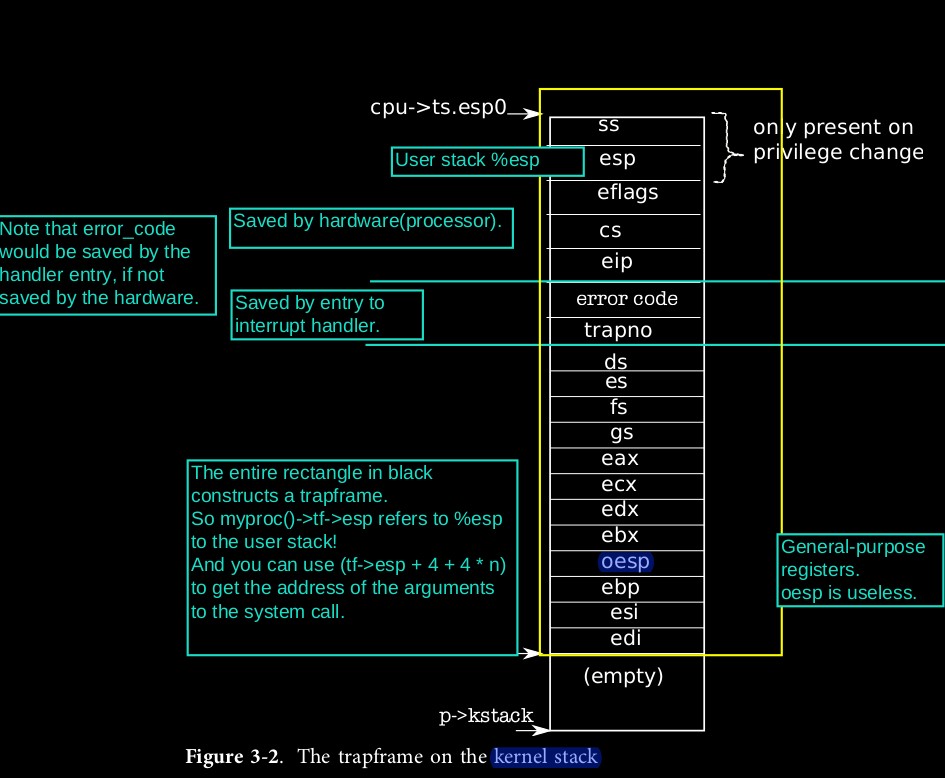 cpu->ts.esp0
ss
only present on
privilege change
User stack %esp
esp
eflags
Saved by hardware(processor).
cs
eip
Note that error_code
would be saved by the
handler entry, if not
saved by the hardware.
Saved by entry to
interrupt handler.
error code
trapno
ds
es
fs
gs
eax
ecx
edx
ebx
oesp
ebp
esi
edi
The entire rectangle in black
constructs a trapframe.
So myproc()->tf->esp refers to %esp
to the user stack!
And you can use (tf->esp + 4 + 4 * n)
to get the address of the arguments
to the system call.
General-purpose
registers.
oesp is useless.
(empty)
p->kstack
Figure 3-2. The trapframe on the kernel stack